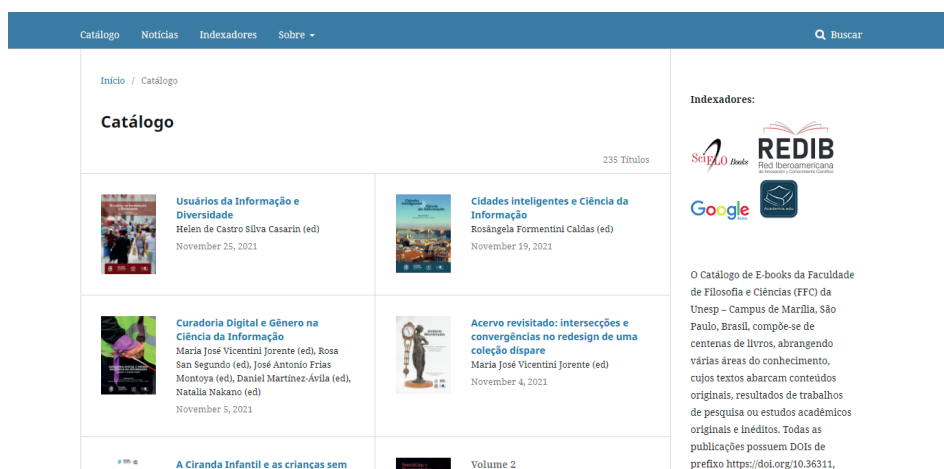 Catálogo Notícias Indexadores Sobre Buscar
Início / Catálogo
Catálogo
235 Títulos
Usuários da Informação e
Diversidade
Helen de Castro Silva Casarin (ed)
November 25, 2021
Cidades inteligentes e Ciência da
Informação
Rosângela Formentini Caldas (ed)
November 19, 2021
Curadoria Digital e Gênero na
Ciência da Informação
Maria José Vicentini Jorente (ed), Rosa
San Segundo (ed), José Antonio Frias
Montoya (ed), Daniel Martínez-Ávila (ed),
Natalia Nakano (ed)
November 5, 2021
Acervo revisitado: intersecções e
convergências no redesign de uma
coleção díspare
Maria José Vicentini Jorente (ed)
November 4, 2021
A Ciranda Infantil e as crianças sem
Volume 2
Indexadores:
SciELO Books
REDIB
Red Iberoamericana
de Innovación y Conocimiento Científico
Google
Academia.edu
O Catálogo de E-books da Faculdade
de Filosofia e Ciências (FFC) da
Unesp – Campus de Marília, São
Paulo, Brasil, compõe-se de
centenas de livros, abrangendo
várias áreas do conhecimento,
cujos textos abarcam conteúdos
originais, resultados de trabalhos
de pesquisa ou estudos acadêmicos
originais e inéditos. Todas as
publicações possuem DOIs de
prefixo https://doi.org/10.36311,